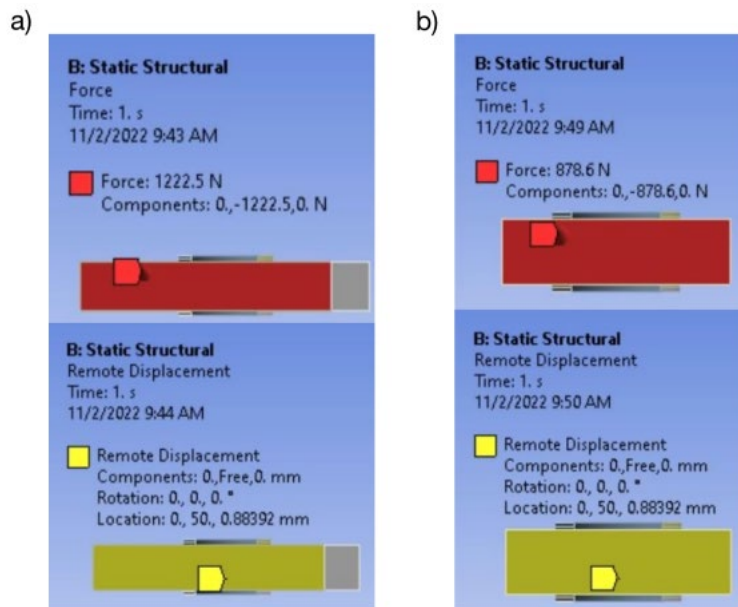 a)
B: Static Structural
Force
Time: 1. s
11/2/2022 9:43 AM
Force: 1222.5 N
Components: 0.,-1222.5,0. N
B: Static Structural
Remote Displacement
Time: 1. s
11/2/2022 9:44 AM
Remote Displacement
Components: 0.,Free,0. mm
Rotation: 0., 0., 0. °
Location: 0., 50., 0.88392 mm
b)
B: Static Structural
Force
Time: 1. s
11/2/2022 9:49 AM
Force: 878.6 N
Components: 0.,-878.6,0. N
B: Static Structural
Remote Displacement
Time: 1. s
11/2/2022 9:50 AM
Remote Displacement
Components: 0.,Free,0. mm
Rotation: 0., 0., 0. °
Location: 0., 50., 0.88392 mm